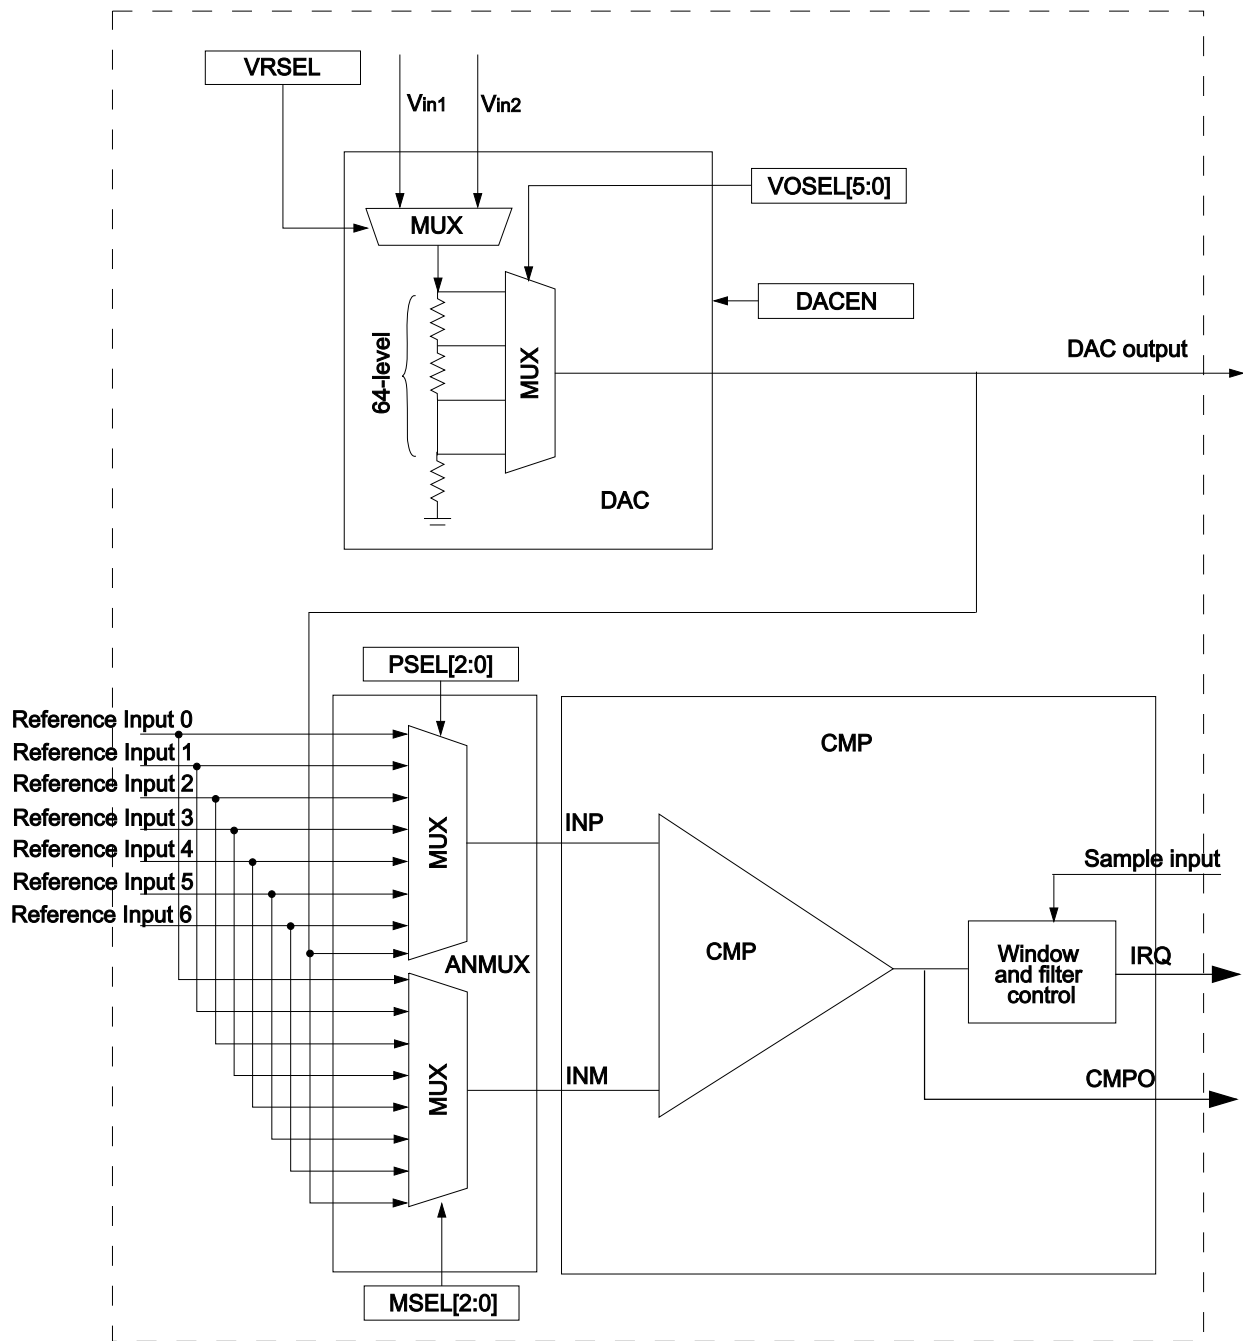 VRSEL
Vin1
Vin2
VOSEL[5:0]
MUX
DACEN
64-level
MUX
DAC output
DAC
PSEL[2:0]
Reference Input 0
Reference Input 1
Reference Input 2
Reference Input 3
Reference Input 4
Reference Input 5
Reference Input 6
MUX
ANMUX
MUX
MSEL[2:0]
CMP
INP
INM
CMP
Sample input
Window
and filter
control
IRQ
CMPO